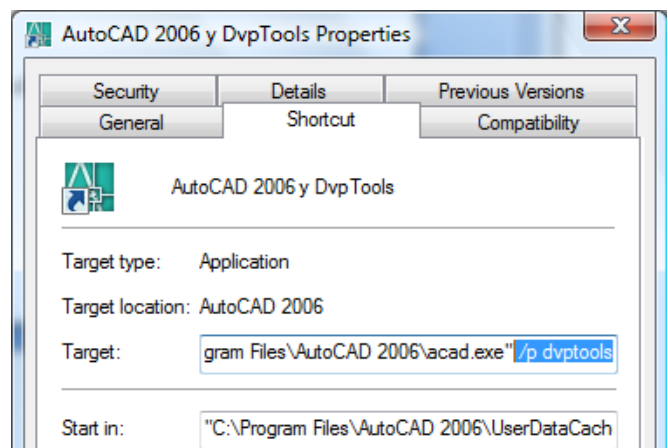 AutoCAD 2006 y DvpTools Properties
Security Details Previous Versions
General Shortcut Compatibility
AutoCAD 2006 y DvpTools
Target type: Application
Target location: AutoCAD 2006
Target: gram Files\AutoCAD 2006\acad.exe" /p dvptools
Start in: "C:\Program Files\AutoCAD 2006\UserDataCach